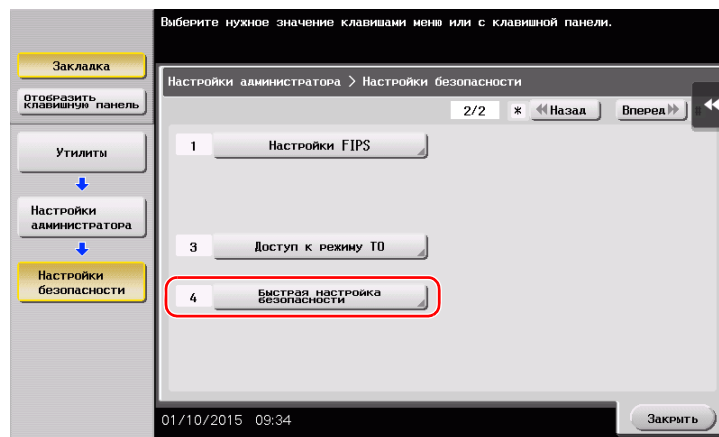 Выберите нужное значение клавишами меню или с клавишной панели.
Закладка
Отобразить
клавишную панель
Утилиты
Настройки
администратора
Настройки
безопасности
Настройки администратора > Настройки безопасности
2/2 * Назад Вперед
1 Настройки FIPS
3 Доступ к режиму ТО
4 Быстрая настройка
безопасности
01/10/2015 09:34
Закрыть